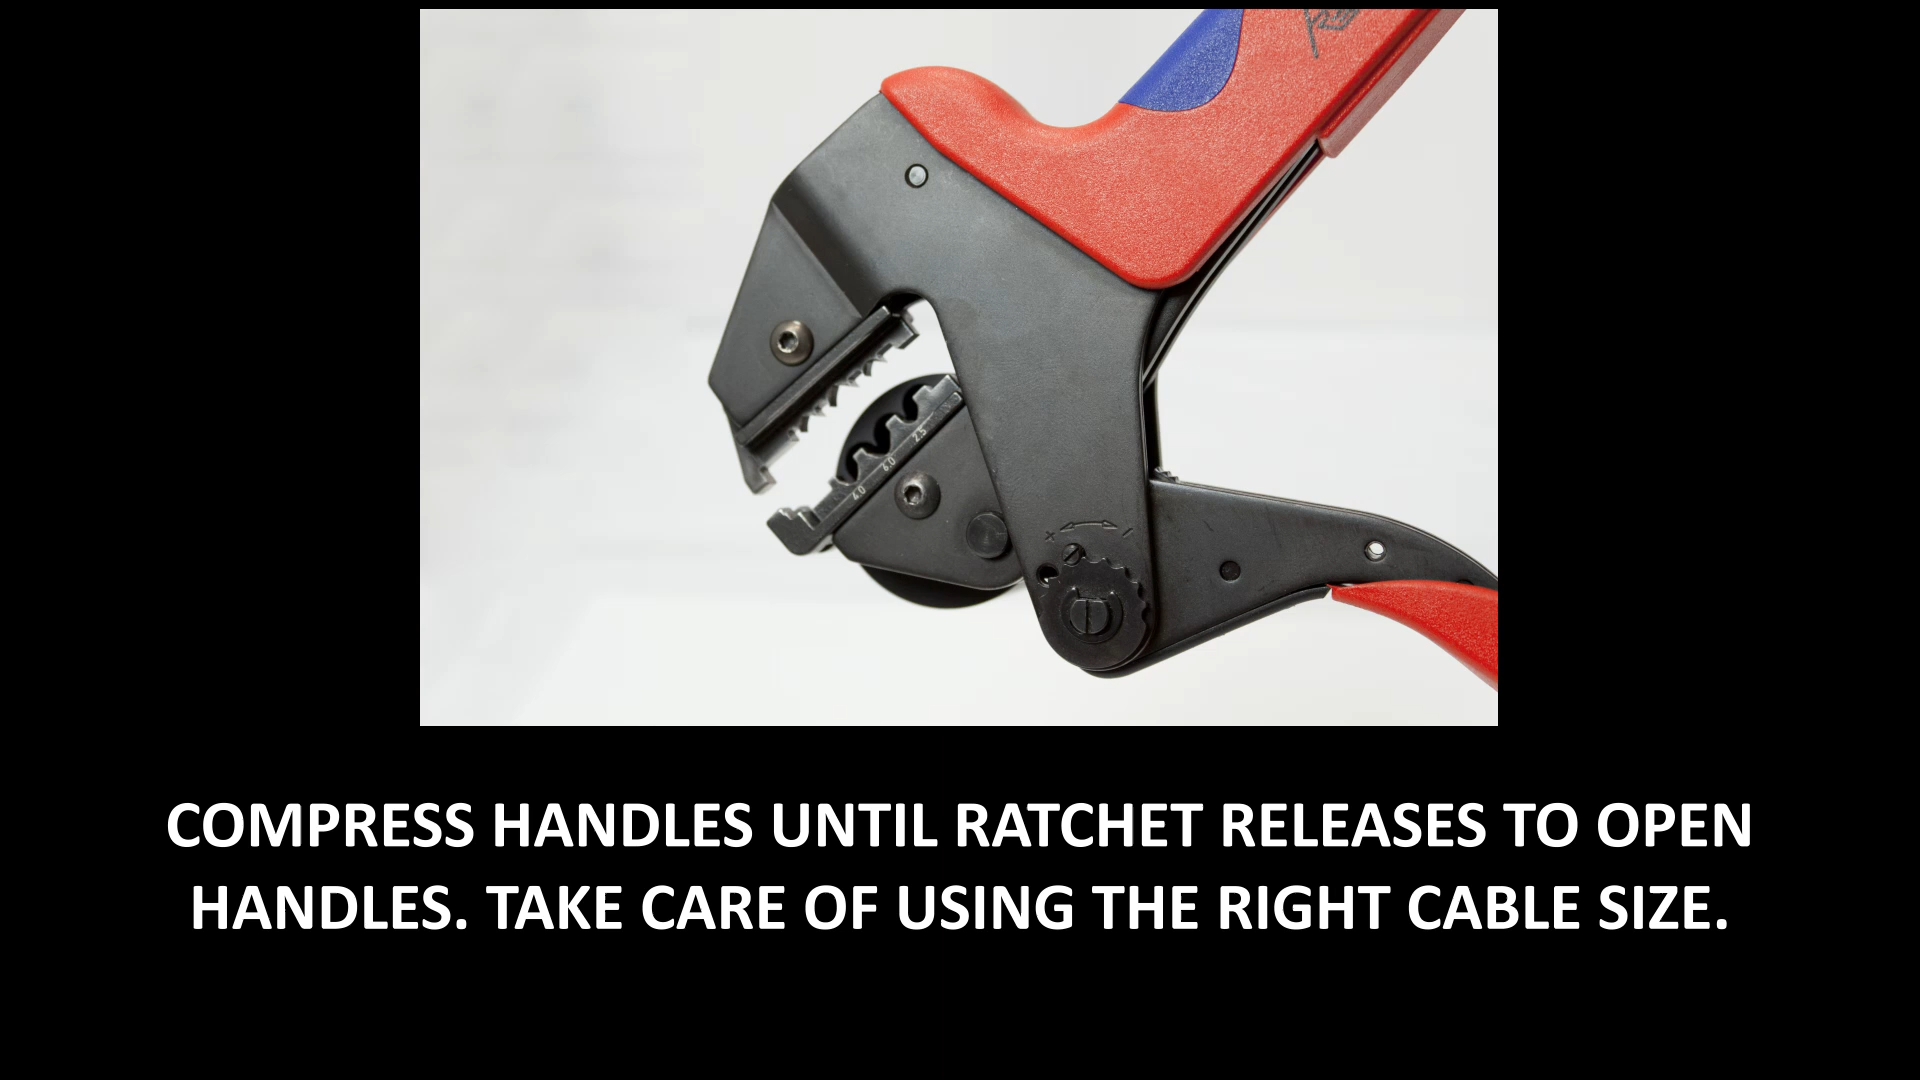 2.5
6.0
4.0
+ -
COMPRESS HANDLES UNTIL RATCHET RELEASES TO OPEN
HANDLES. TAKE CARE OF USING THE RIGHT CABLE SIZE.